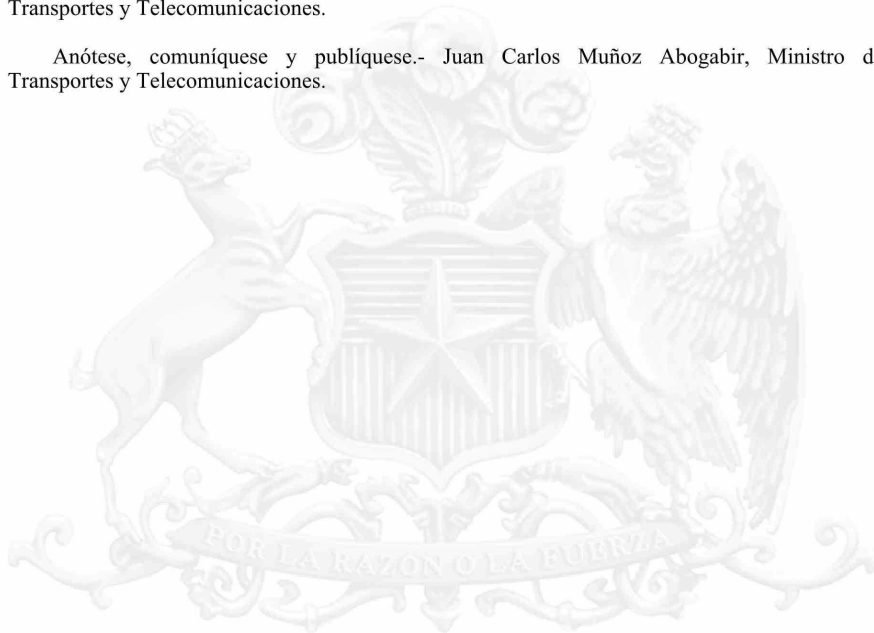 Transportes y Telecomunicaciones.
Anótese, comuníquese y publíquese.- Juan Carlos Muñoz Abogabir, Ministro d
Transportes y Telecomunicaciones.
POR LA RAZON O LA FUERZA